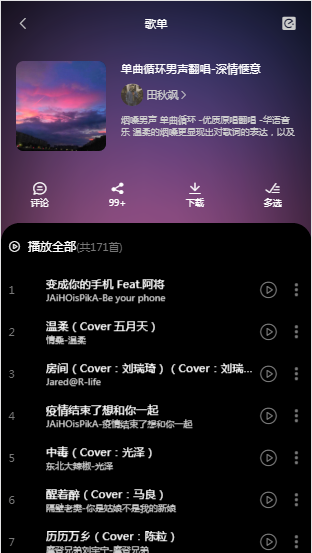 歌单
单曲循环男声翻唱-深情惬意
田秋飒
烟嗓男声 单曲循环 -优质原唱翻唱 -华语音
乐 温柔的烟嗓更显现出对歌词的表达，以及
评论
99+
下载
多选
播放全部(共171首)
1
变成你的手机 Feat.阿将
JAiHOisPikA-Be your phone
2
温柔（Cover 五月天）
情桑-温柔
3
房间（Cover：刘瑞琦）（Cover：刘瑞...
Jared@R-life
4
疫情结束了想和你一起
JAiHOisPikA-疫情结束了想和你一起
5
中毒（Cover：光泽）
东北大辣椒-光泽
6
醒着醉（Cover：马良）
隔壁老樊-你是姑娘不是我的新娘
7
历历万乡（Cover：陈粒）